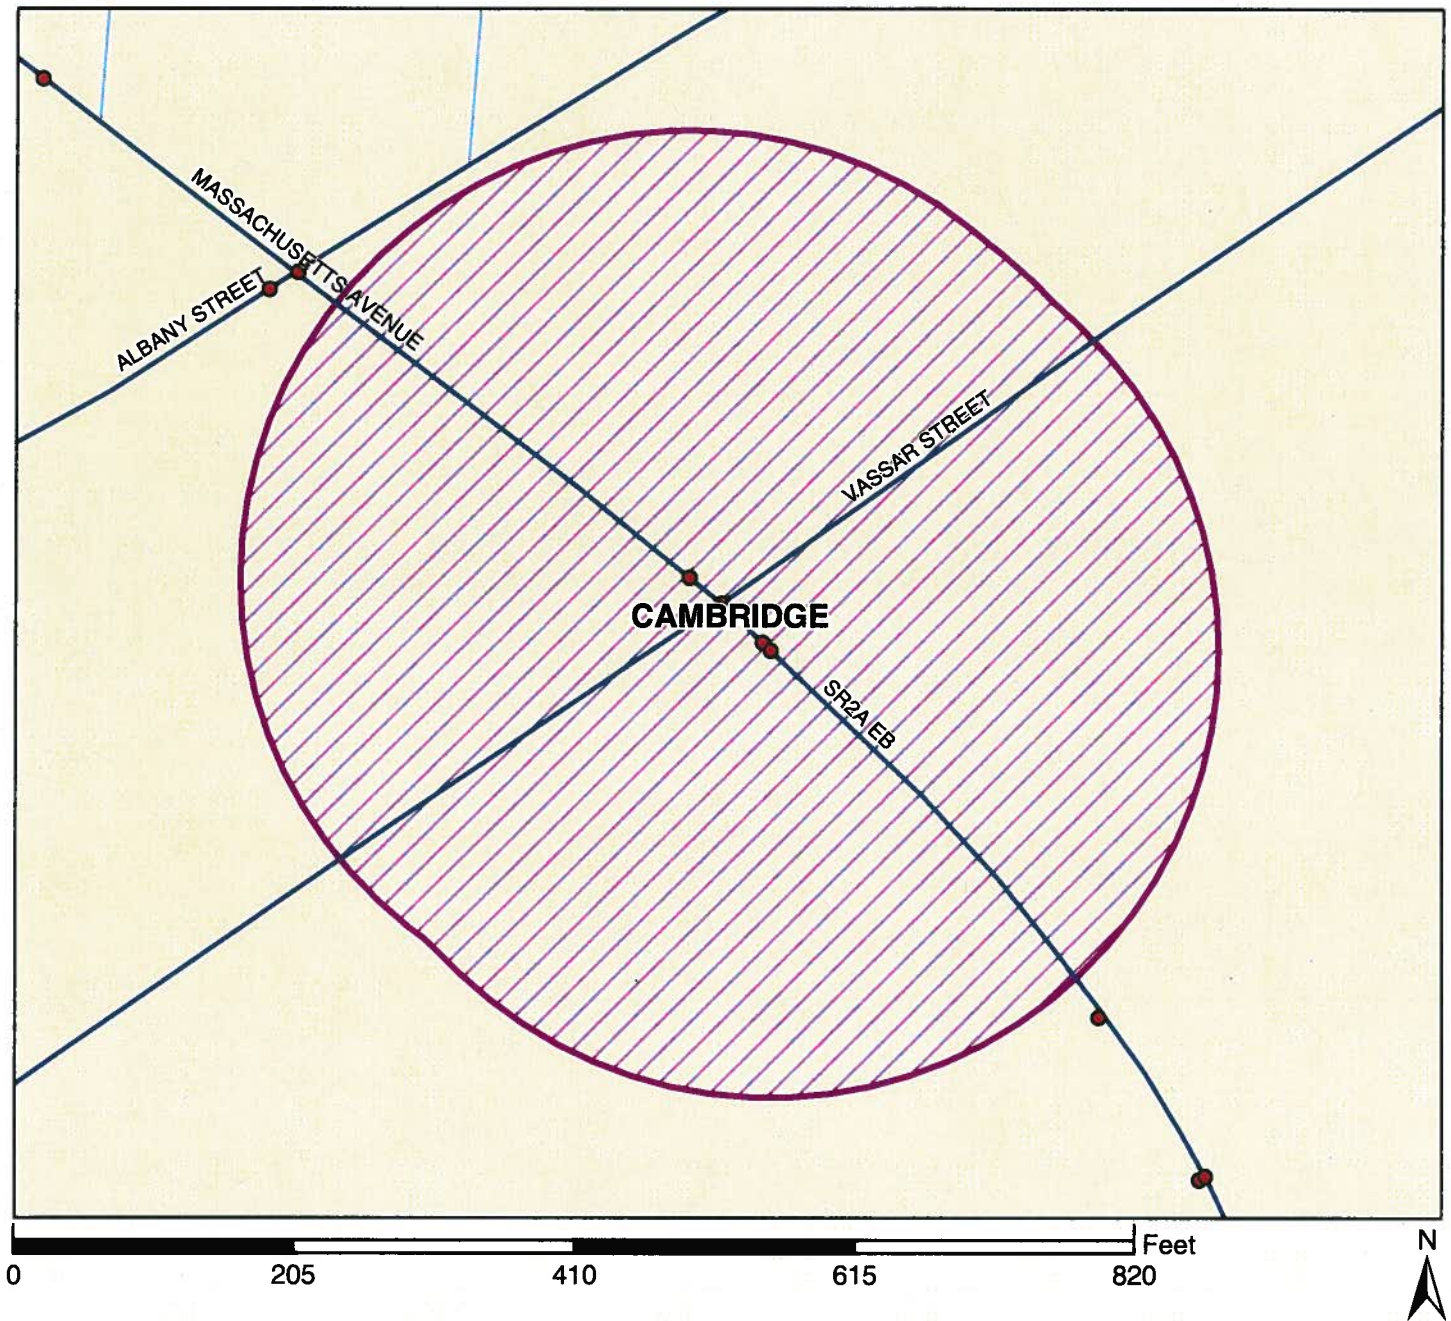 MASSACHUSETTS AVENUE
ALBANY STREET
VASSAR STREET
CAMBRIDGE
SR2A EB
Feet
N
0 205 410 615 820